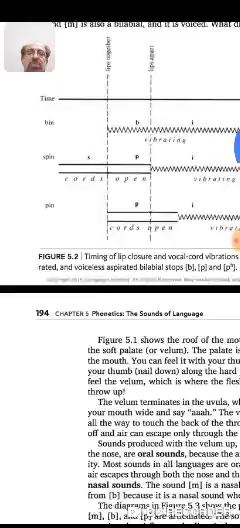 nd [m] is also a bilabial, and it is voiced. What di
lips together
lips apart
Time
bin b i
vibrating
spin s p i
cords open vibrating
pin p i
cords open vibrat
FIGURE 5.2 | Timing of lip closure and vocal-cord vibrations
rated, and voiceless aspirated bilabial stops [b], [p] and [pʰ].
194 CHAPTER 5 Phonetics: The Sounds of Language
Figure 5.1 shows the roof of the mou
the soft palate (or velum). The palate is
the mouth. You can feel it with your thu
your thumb (nail down) along the hard
feel the velum, which is where the fles
throw up!
The velum terminates in the uvula, wh
your mouth wide and say "aaah." The v
all the way to touch the back of the thro
off and air can escape only through the
Sounds produced with the velum up,
the nose, are oral sounds, because the a
ity. Most sounds in all languages are ora
air escapes through both the nose and th
nasal sounds. The sound [m] is a nasal
from [b] because it is a nasal sound whe
The diagrams in Figure 5.3 show the p
[m], [b],